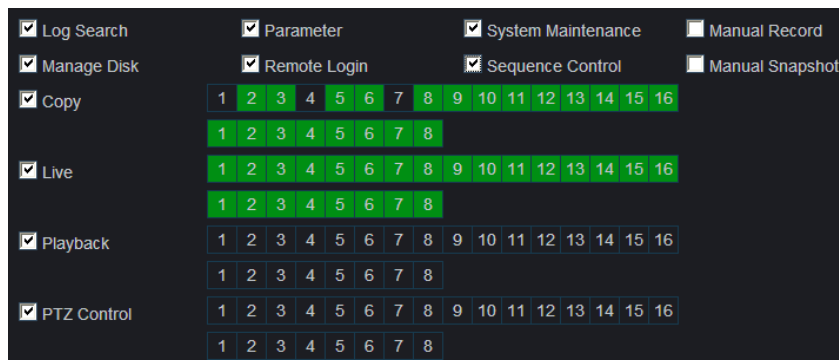 Log Search Parameter System Maintenance Manual Record
Manage Disk Remote Login Sequence Control Manual Snapshot
Copy 1 2 3 4 5 6 7 8 9 10 11 12 13 14 15 16
1 2 3 4 5 6 7 8
Live 1 2 3 4 5 6 7 8 9 10 11 12 13 14 15 16
1 2 3 4 5 6 7 8
Playback 1 2 3 4 5 6 7 8 9 10 11 12 13 14 15 16
1 2 3 4 5 6 7 8
PTZ Control 1 2 3 4 5 6 7 8 9 10 11 12 13 14 15 16
1 2 3 4 5 6 7 8